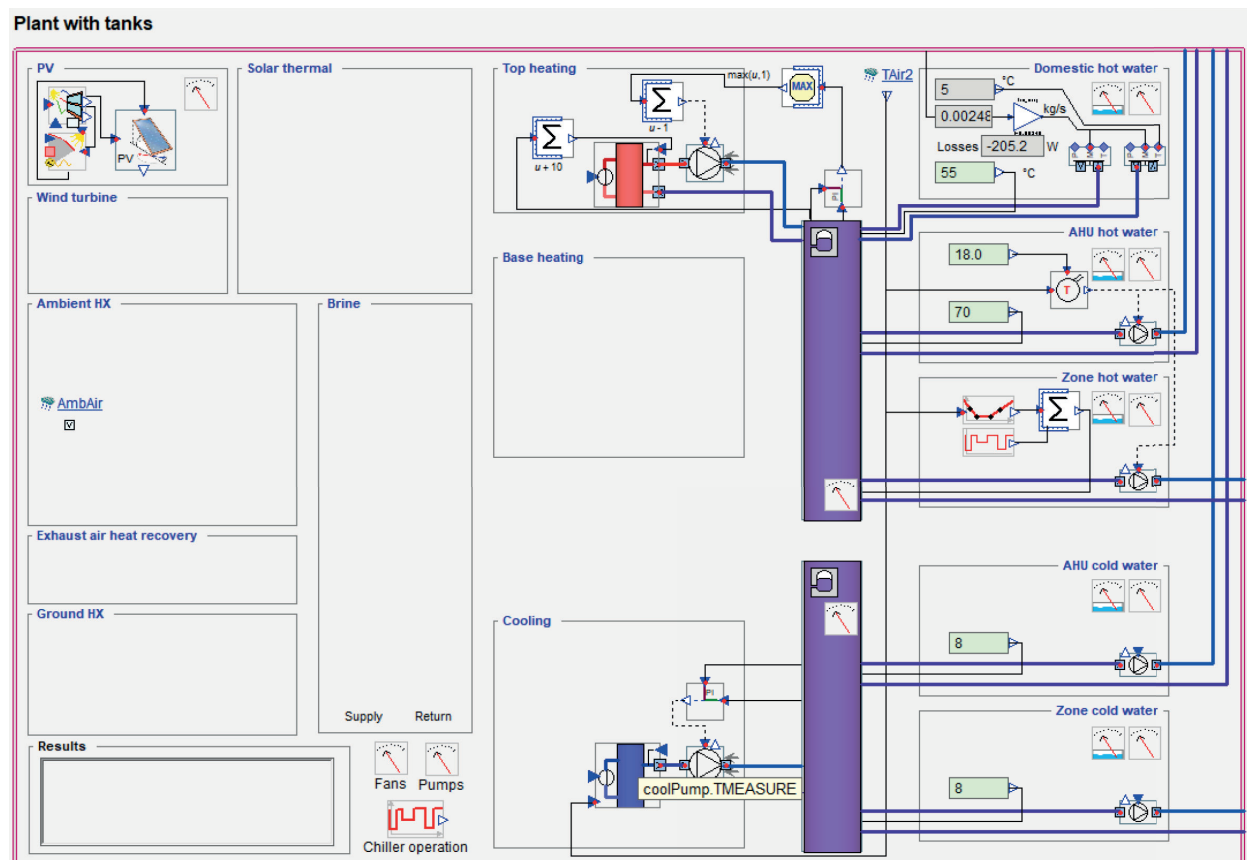 Plant with tanks
PV
Solar thermal
Top heating
max(u,1)
MAX
TAir2
Domestic hot water
5
°C
0.00248
kg/s
Σ
u - 1
Σ
u + 10
PV
Losses
-205.2
W
P
M
T
P
M
T
55
°C
PI
Wind turbine
AHU hot water
18.0
T
70
Base heating
Ambient HX
Brine
AmbAir
V
Zone hot water
Σ
Exhaust air heat recovery
AHU cold water
8
Ground HX
Cooling
PI
Supply
Return
Zone cold water
8
Results
Fans
Pumps
coolPump.TMEASURE
Chiller operation